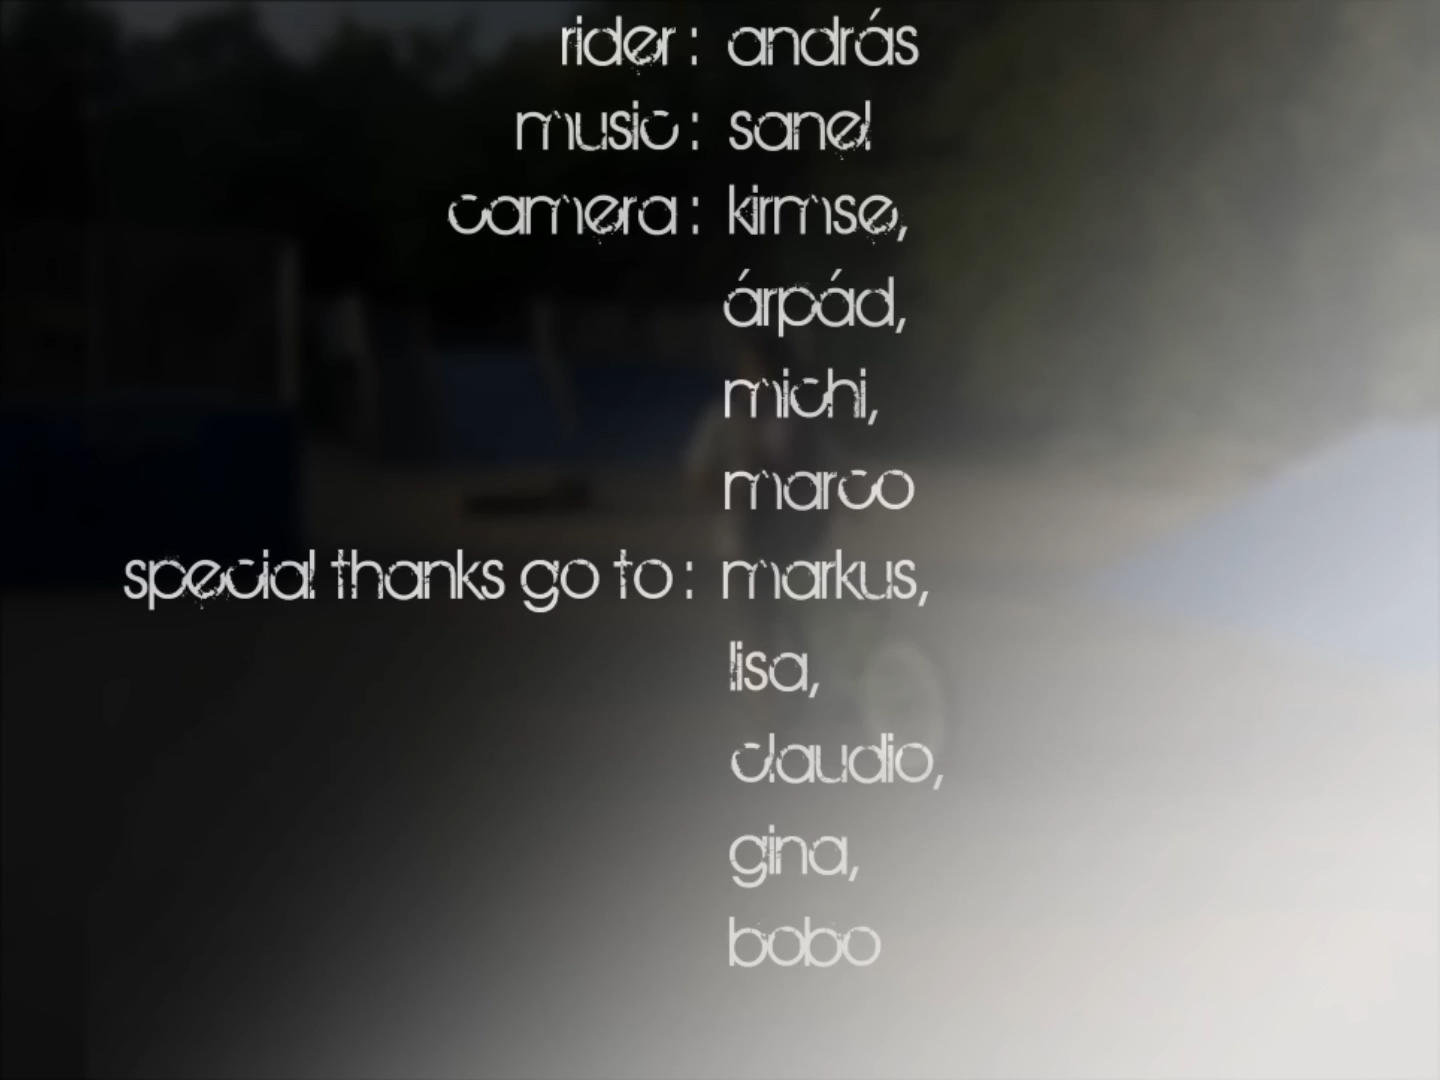 rider : andrás
music : sanel
camera : kirmse,
árpád,
michi,
marco
special thanks go to : markus,
lisa,
claudio,
gina,
bobo